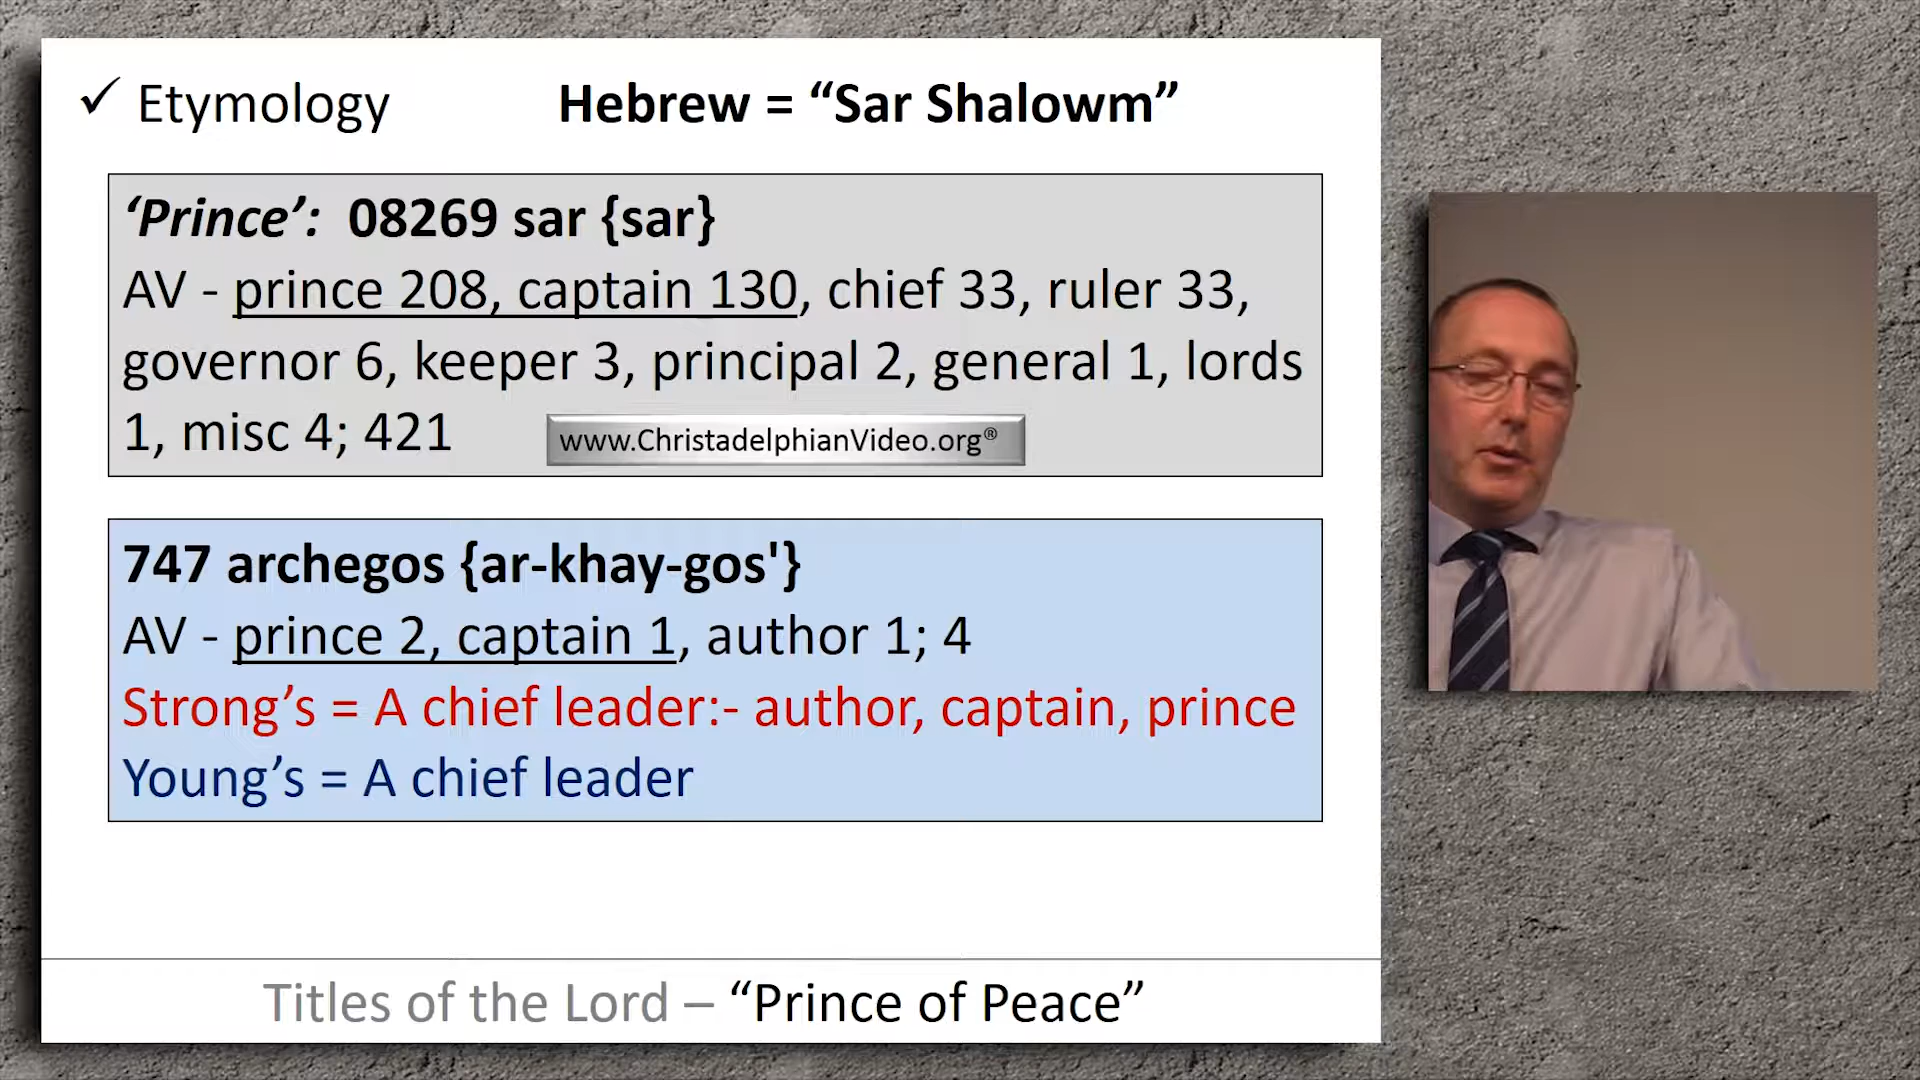 ✓ Etymology Hebrew = “Sar Shalowm”
‘Prince’: 08269 sar {sar}
AV - prince 208, captain 130, chief 33, ruler 33,
governor 6, keeper 3, principal 2, general 1, lords
1, misc 4; 421
www.ChristadelphianVideo.org®
747 archegos {ar-khay-gos'}
AV - prince 2, captain 1, author 1; 4
Strong’s = A chief leader:- author, captain, prince
Young’s = A chief leader
Titles of the Lord – “Prince of Peace”